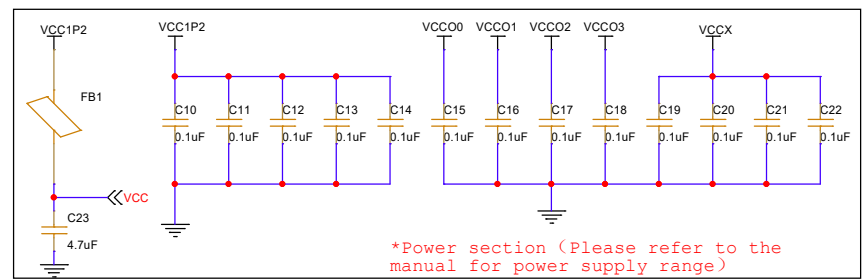 VCC1P2
VCC1P2
VCCO0
VCCO1
VCCO2
VCCO3
VCCX
FB1
C10
C11
C12
C13
C14
C15
C16
C17
C18
C19
C20
C21
C22
0.1uF
0.1uF
0.1uF
0.1uF
0.1uF
0.1uF
0.1uF
0.1uF
0.1uF
0.1uF
0.1uF
0.1uF
0.1uF
VCC
C23
4.7uF
*Power section（Please refer to the
manual for power supply range）